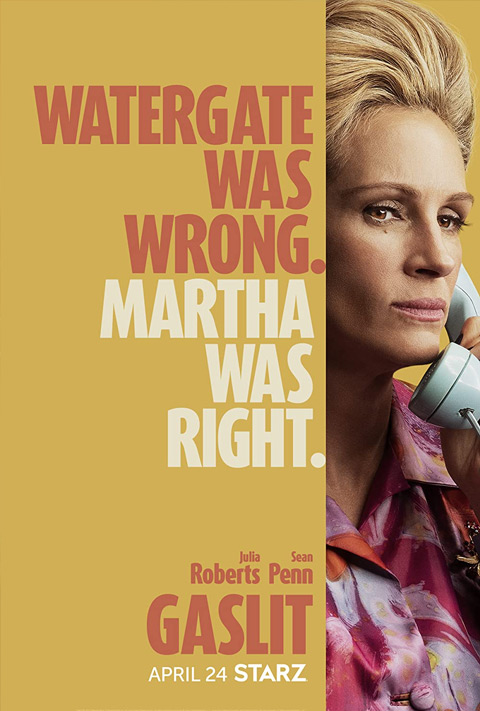 WATERGATE
WAS
WRONG.
MARTHA
WAS
RIGHT.
Julia Sean
Roberts Penn
GASLIT
APRIL 24 STARZ